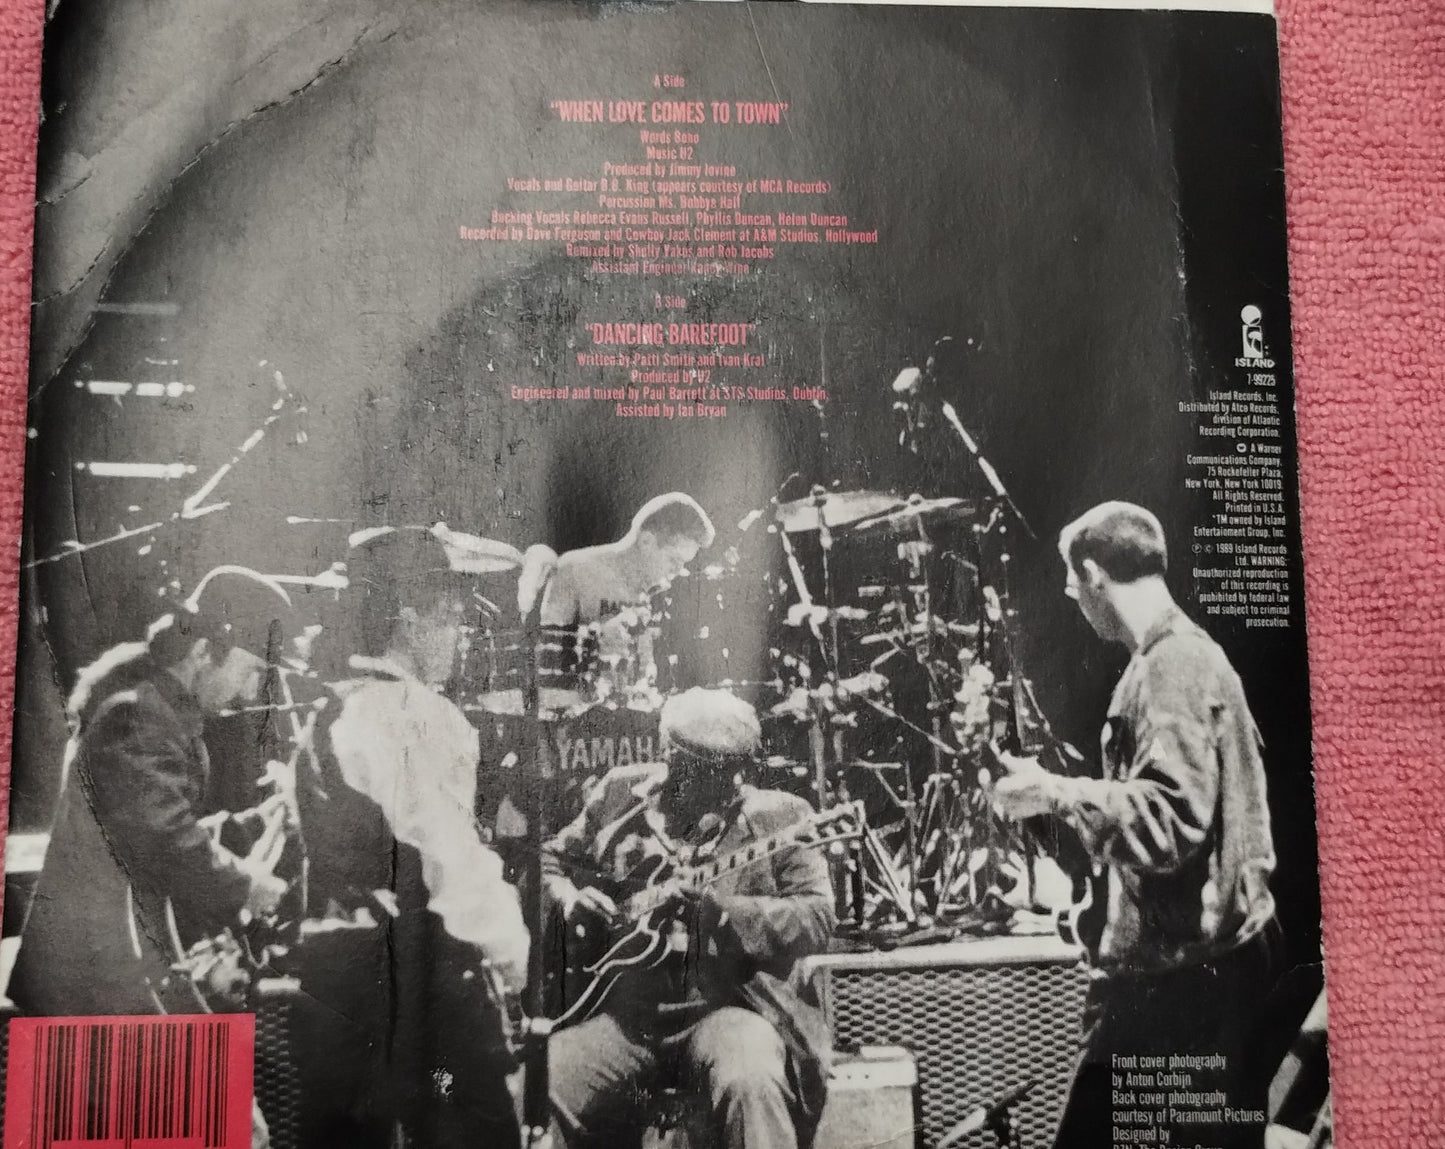 A Side
"WHEN LOVE COMES TO TOWN"
Words Bono
Music U2
Produced by Jimmy Iovine
Vocals and Guitar B.B. King (appears courtesy of MCA Records)
Percussion Ms. Bobbye Hall
Backing Vocals Rebecca Evans Russell, Phyllis Duncan, Helen Duncan
Recorded by Dave Ferguson and Cowboy Jack Clement at A&M Studios, Hollywood
Remixed by Shelly Yakus and Rob Jacobs
Assistant Engineer Randy Wine
B Side
"DANCING BAREFOOT"
Written by Patti Smith and Ivan Kral
Produced by U2
Engineered and mixed by Paul Barrett at STS Studios, Dublin,
Assisted by Ian Bryan
ISLAND
7-99225
Island Records, Inc.
Distributed by Atco Records,
division of Atlantic
Recording Corporation.
A Warner
Communications Company.
75 Rockefeller Plaza,
New York, New York 10019.
All Rights Reserved.
Printed in U.S.A.
*TM owned by Island
Entertainment Group, Inc.
℗ © 1989 Island Records
Ltd. WARNING:
Unauthorized reproduction
of this recording is
prohibited by federal law
and subject to criminal
prosecution.
YAMAHA
Front cover photography
by Anton Corbijn
Back cover photography
courtesy of Paramount Pictures
Designed by